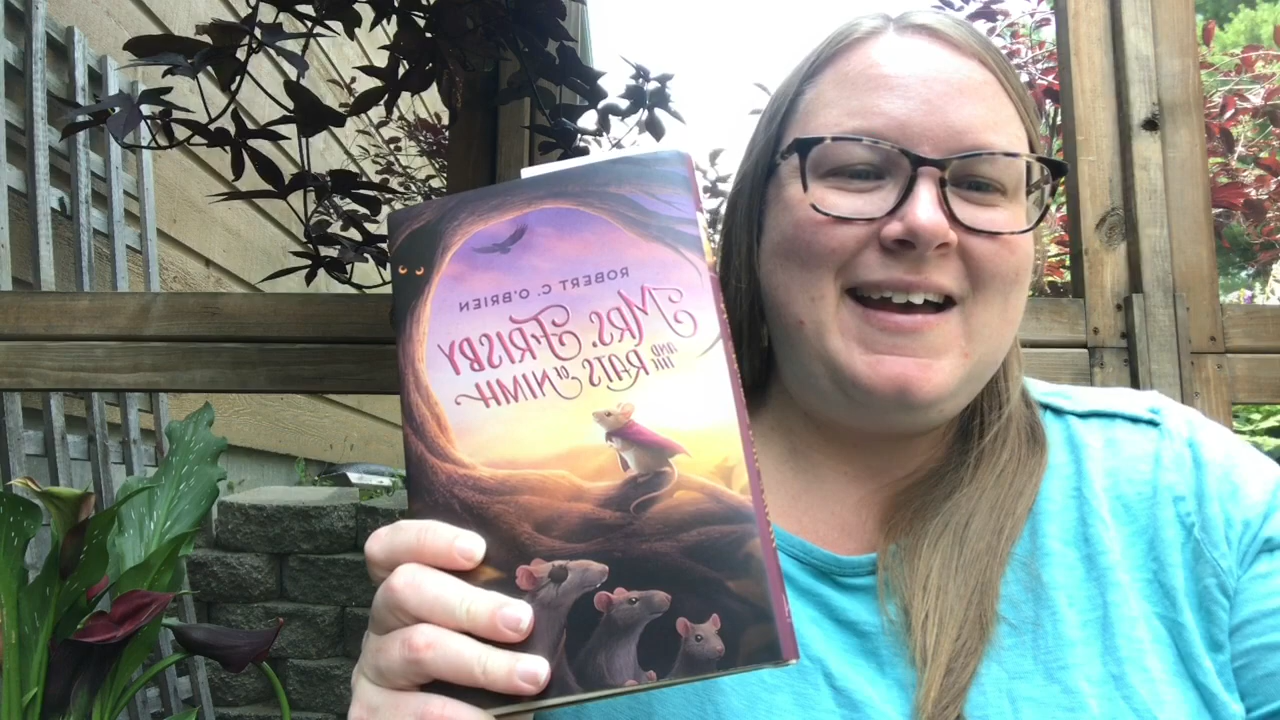 ROBERT C. O'BRIEN
MRS. FRISBY
AND THE RATS OF NIMH